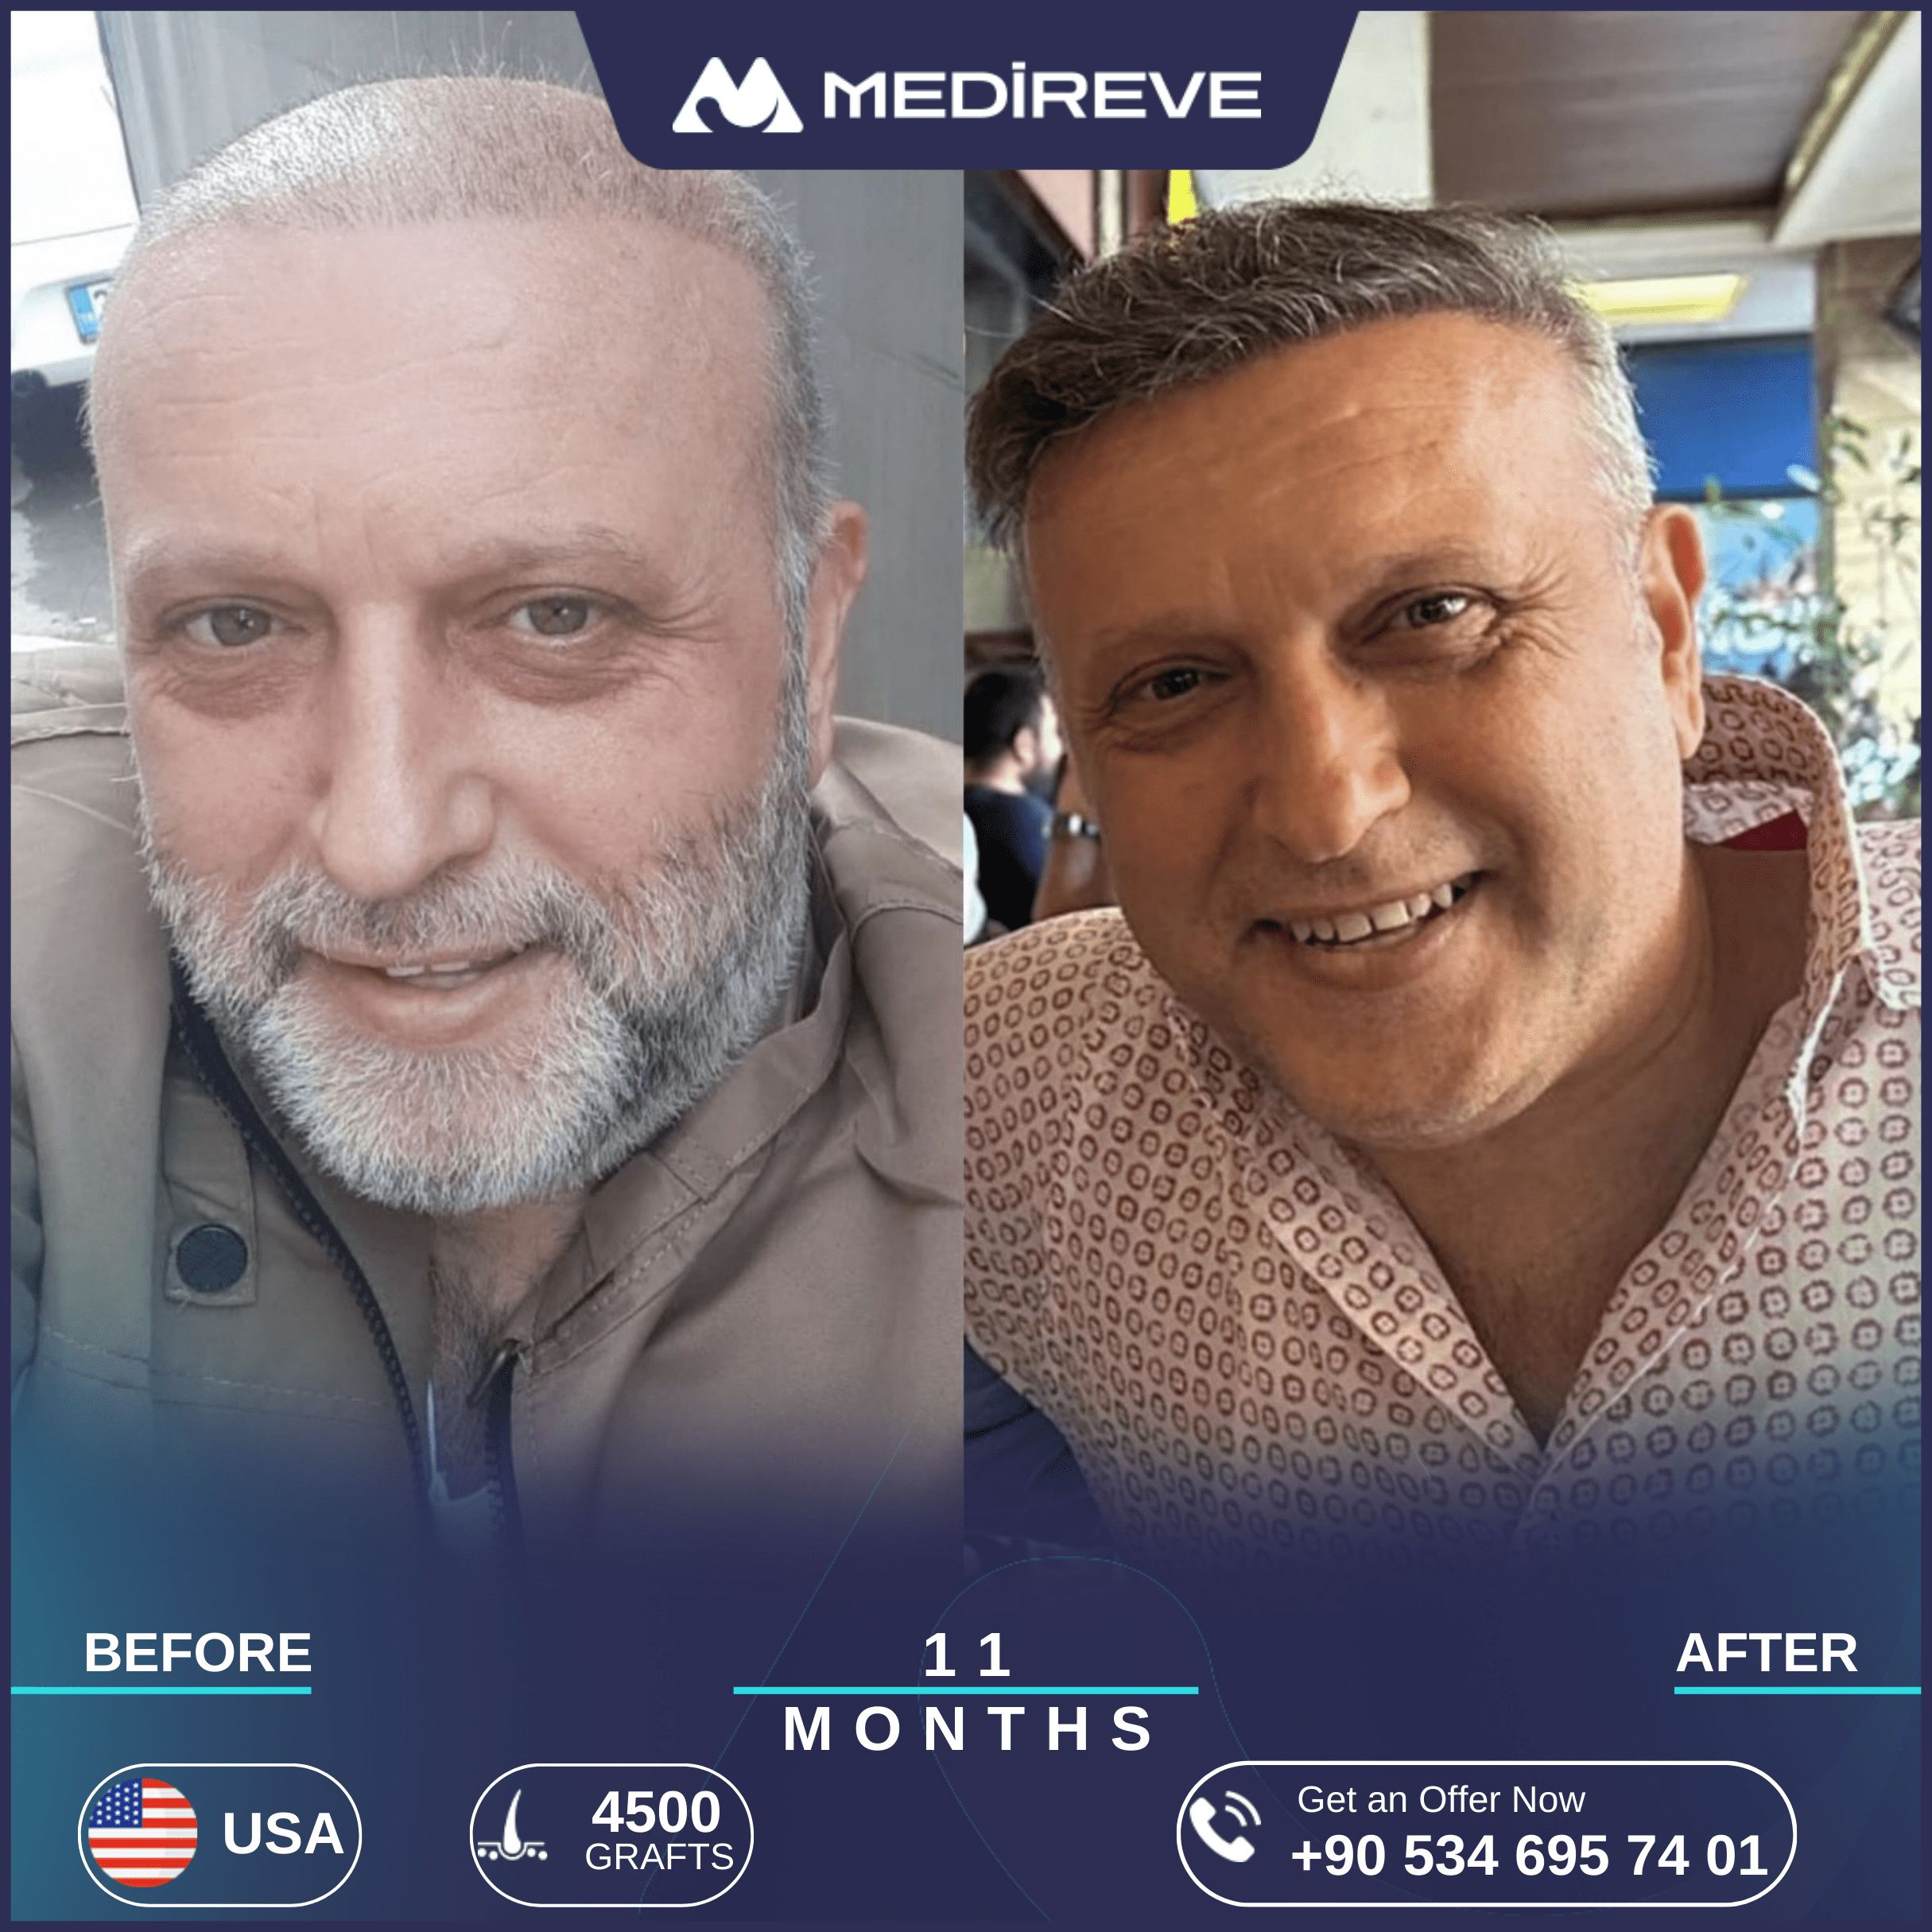 MEDİREVE
BEFORE
11
MONTHS
AFTER
USA
4500
GRAFTS
Get an Offer Now
+90 534 695 74 01